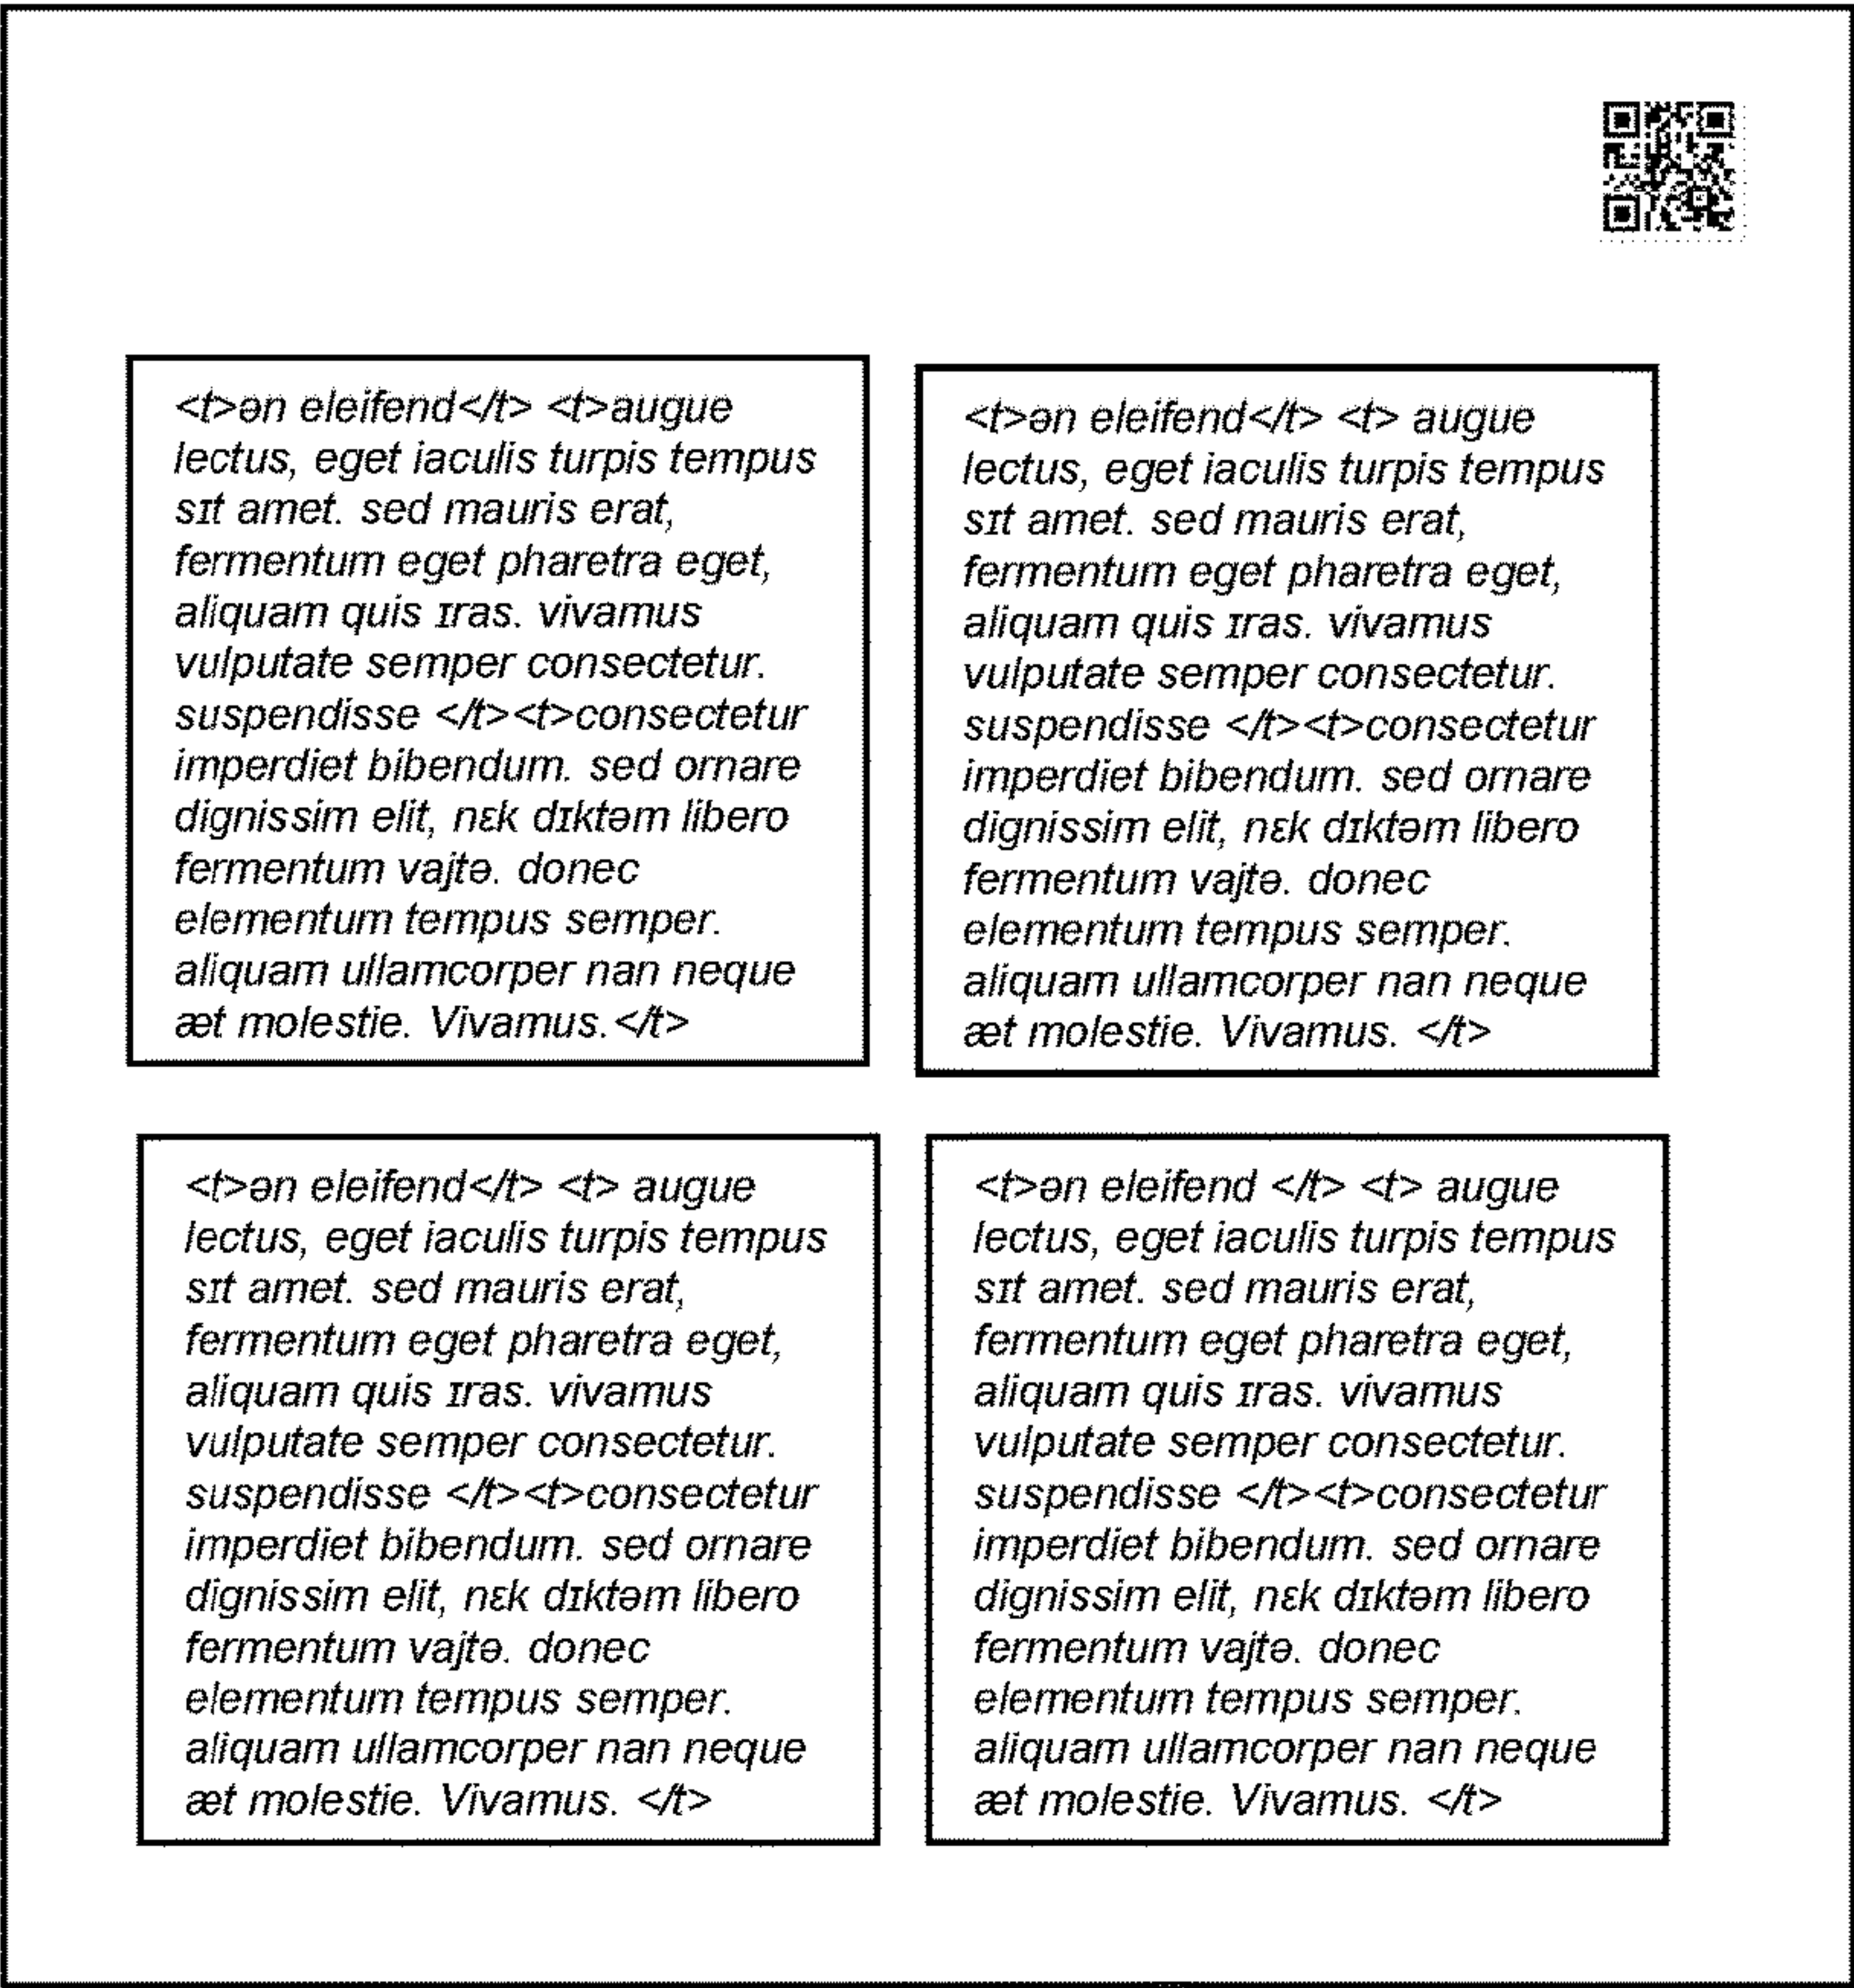 <t>ən eleifend</t> <t>augue
lectus, eget iaculis turpis tempus
sɪt amet. sed mauris erat,
fermentum eget pharetra eget,
aliquam quis ɪras. vivamus
vulputate semper consectetur.
suspendisse </t><t>consectetur
imperdiet bibendum. sed ornare
dignissim elit, nɛk dɪktəm libero
fermentum vajtə. donec
elementum tempus semper.
aliquam ullamcorper nan neque
æt molestie. Vivamus.</t>
<t>ən eleifend</t> <t> augue
lectus, eget iaculis turpis tempus
sɪt amet. sed mauris erat,
fermentum eget pharetra eget,
aliquam quis ɪras. vivamus
vulputate semper consectetur.
suspendisse </t><t>consectetur
imperdiet bibendum. sed ornare
dignissim elit, nɛk dɪktəm libero
fermentum vajtə. donec
elementum tempus semper.
aliquam ullamcorper nan neque
æt molestie. Vivamus. </t>
<t>ən eleifend</t> <t> augue
lectus, eget iaculis turpis tempus
sɪt amet. sed mauris erat,
fermentum eget pharetra eget,
aliquam quis ɪras. vivamus
vulputate semper consectetur.
suspendisse </t><t>consectetur
imperdiet bibendum. sed ornare
dignissim elit, nɛk dɪktəm libero
fermentum vajtə. donec
elementum tempus semper.
aliquam ullamcorper nan neque
æt molestie. Vivamus. </t>
<t>ən eleifend </t> <t> augue
lectus, eget iaculis turpis tempus
sɪt amet. sed mauris erat,
fermentum eget pharetra eget,
aliquam quis ɪras. vivamus
vulputate semper consectetur.
suspendisse </t><t>consectetur
imperdiet bibendum. sed ornare
dignissim elit, nɛk dɪktəm libero
fermentum vajtə. donec
elementum tempus semper.
aliquam ullamcorper nan neque
æt molestie. Vivamus. </t>